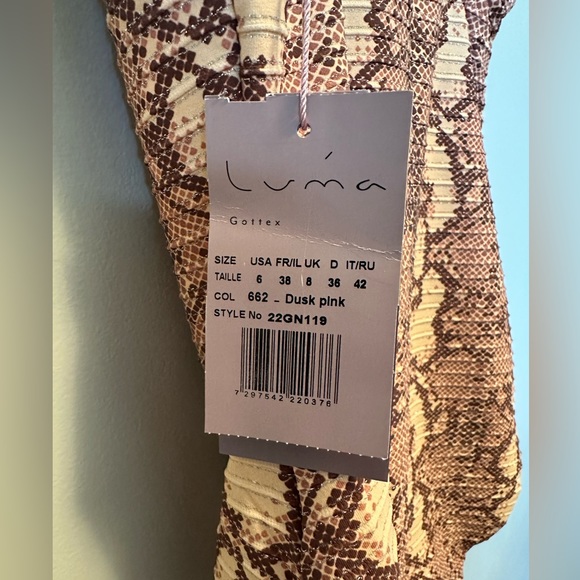 Luma
Gottex
SIZE USA FR/IL UK D IT/RU
TAILLE 6 38 8 36 42
COL 662 - Dusk pink
STYLE No 22GN119
7 297542 220376